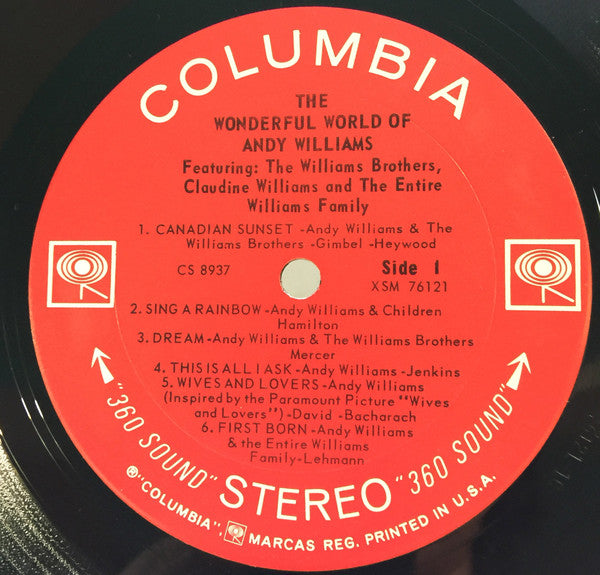 COLUMBIA
THE
WONDERFUL WORLD OF
ANDY WILLIAMS
Featuring: The Williams Brothers,
Claudine Williams and The Entire
Williams Family
1. CANADIAN SUNSET -Andy Williams & The
Williams Brothers -Gimbel -Heywood
CS 8937
Side 1
XSM 76121
2. SING A RAINBOW -Andy Williams & Children
Hamilton
3. DREAM -Andy Williams & The Williams Brothers
Mercer
4. THIS IS ALL I ASK -Andy Williams -Jenkins
5. WIVES AND LOVERS -Andy Williams
(Inspired by the Paramount Picture "Wives
and Lovers") -David -Bacharach
6. FIRST BORN -Andy Williams
& the Entire Williams
Family -Lehmann
"360 SOUND" STEREO "360 SOUND"
®"COLUMBIA", MARCAS REG. PRINTED IN U.S.A.